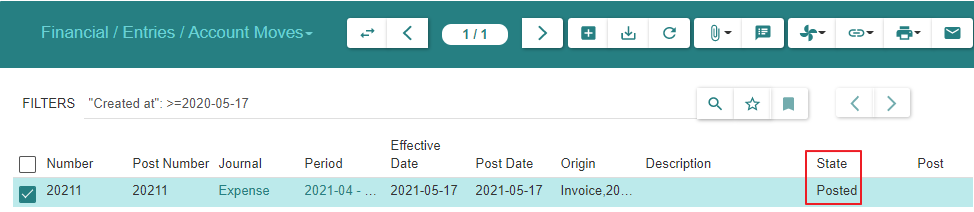 Financial / Entries / Account Moves
1 / 1
FILTERS "Created at": >=2020-05-17
Number Post Number Journal Period Effective Date Post Date Origin Description State Post
20211 20211 Expense 2021-04 - ... 2021-05-17 2021-05-17 Invoice,20... Posted